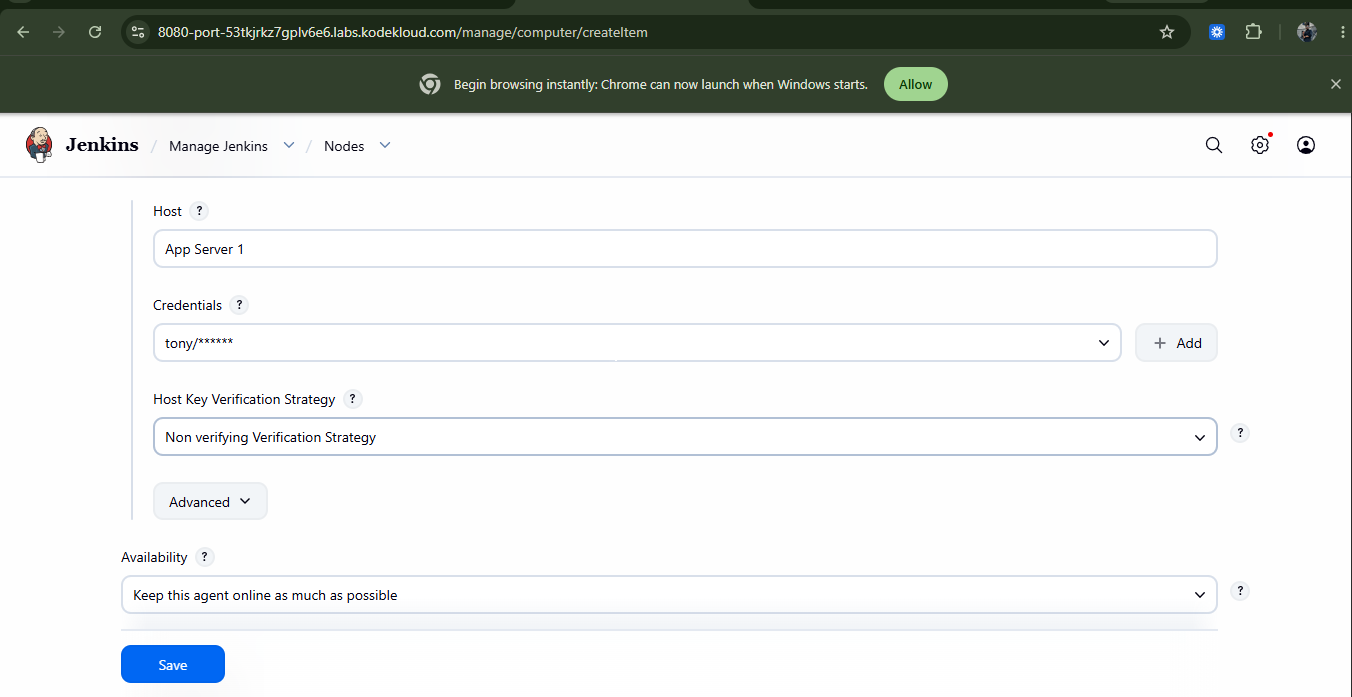 8080-port-53tkjrkz7gplv6e6.labs.kodekloud.com/manage/computer/createItem
Begin browsing instantly: Chrome can now launch when Windows starts. Allow
Jenkins / Manage Jenkins / Nodes
Host ?
App Server 1
Credentials ?
tony/******
+ Add
Host Key Verification Strategy ?
Non verifying Verification Strategy
?
Advanced
Availability ?
Keep this agent online as much as possible
?
Save